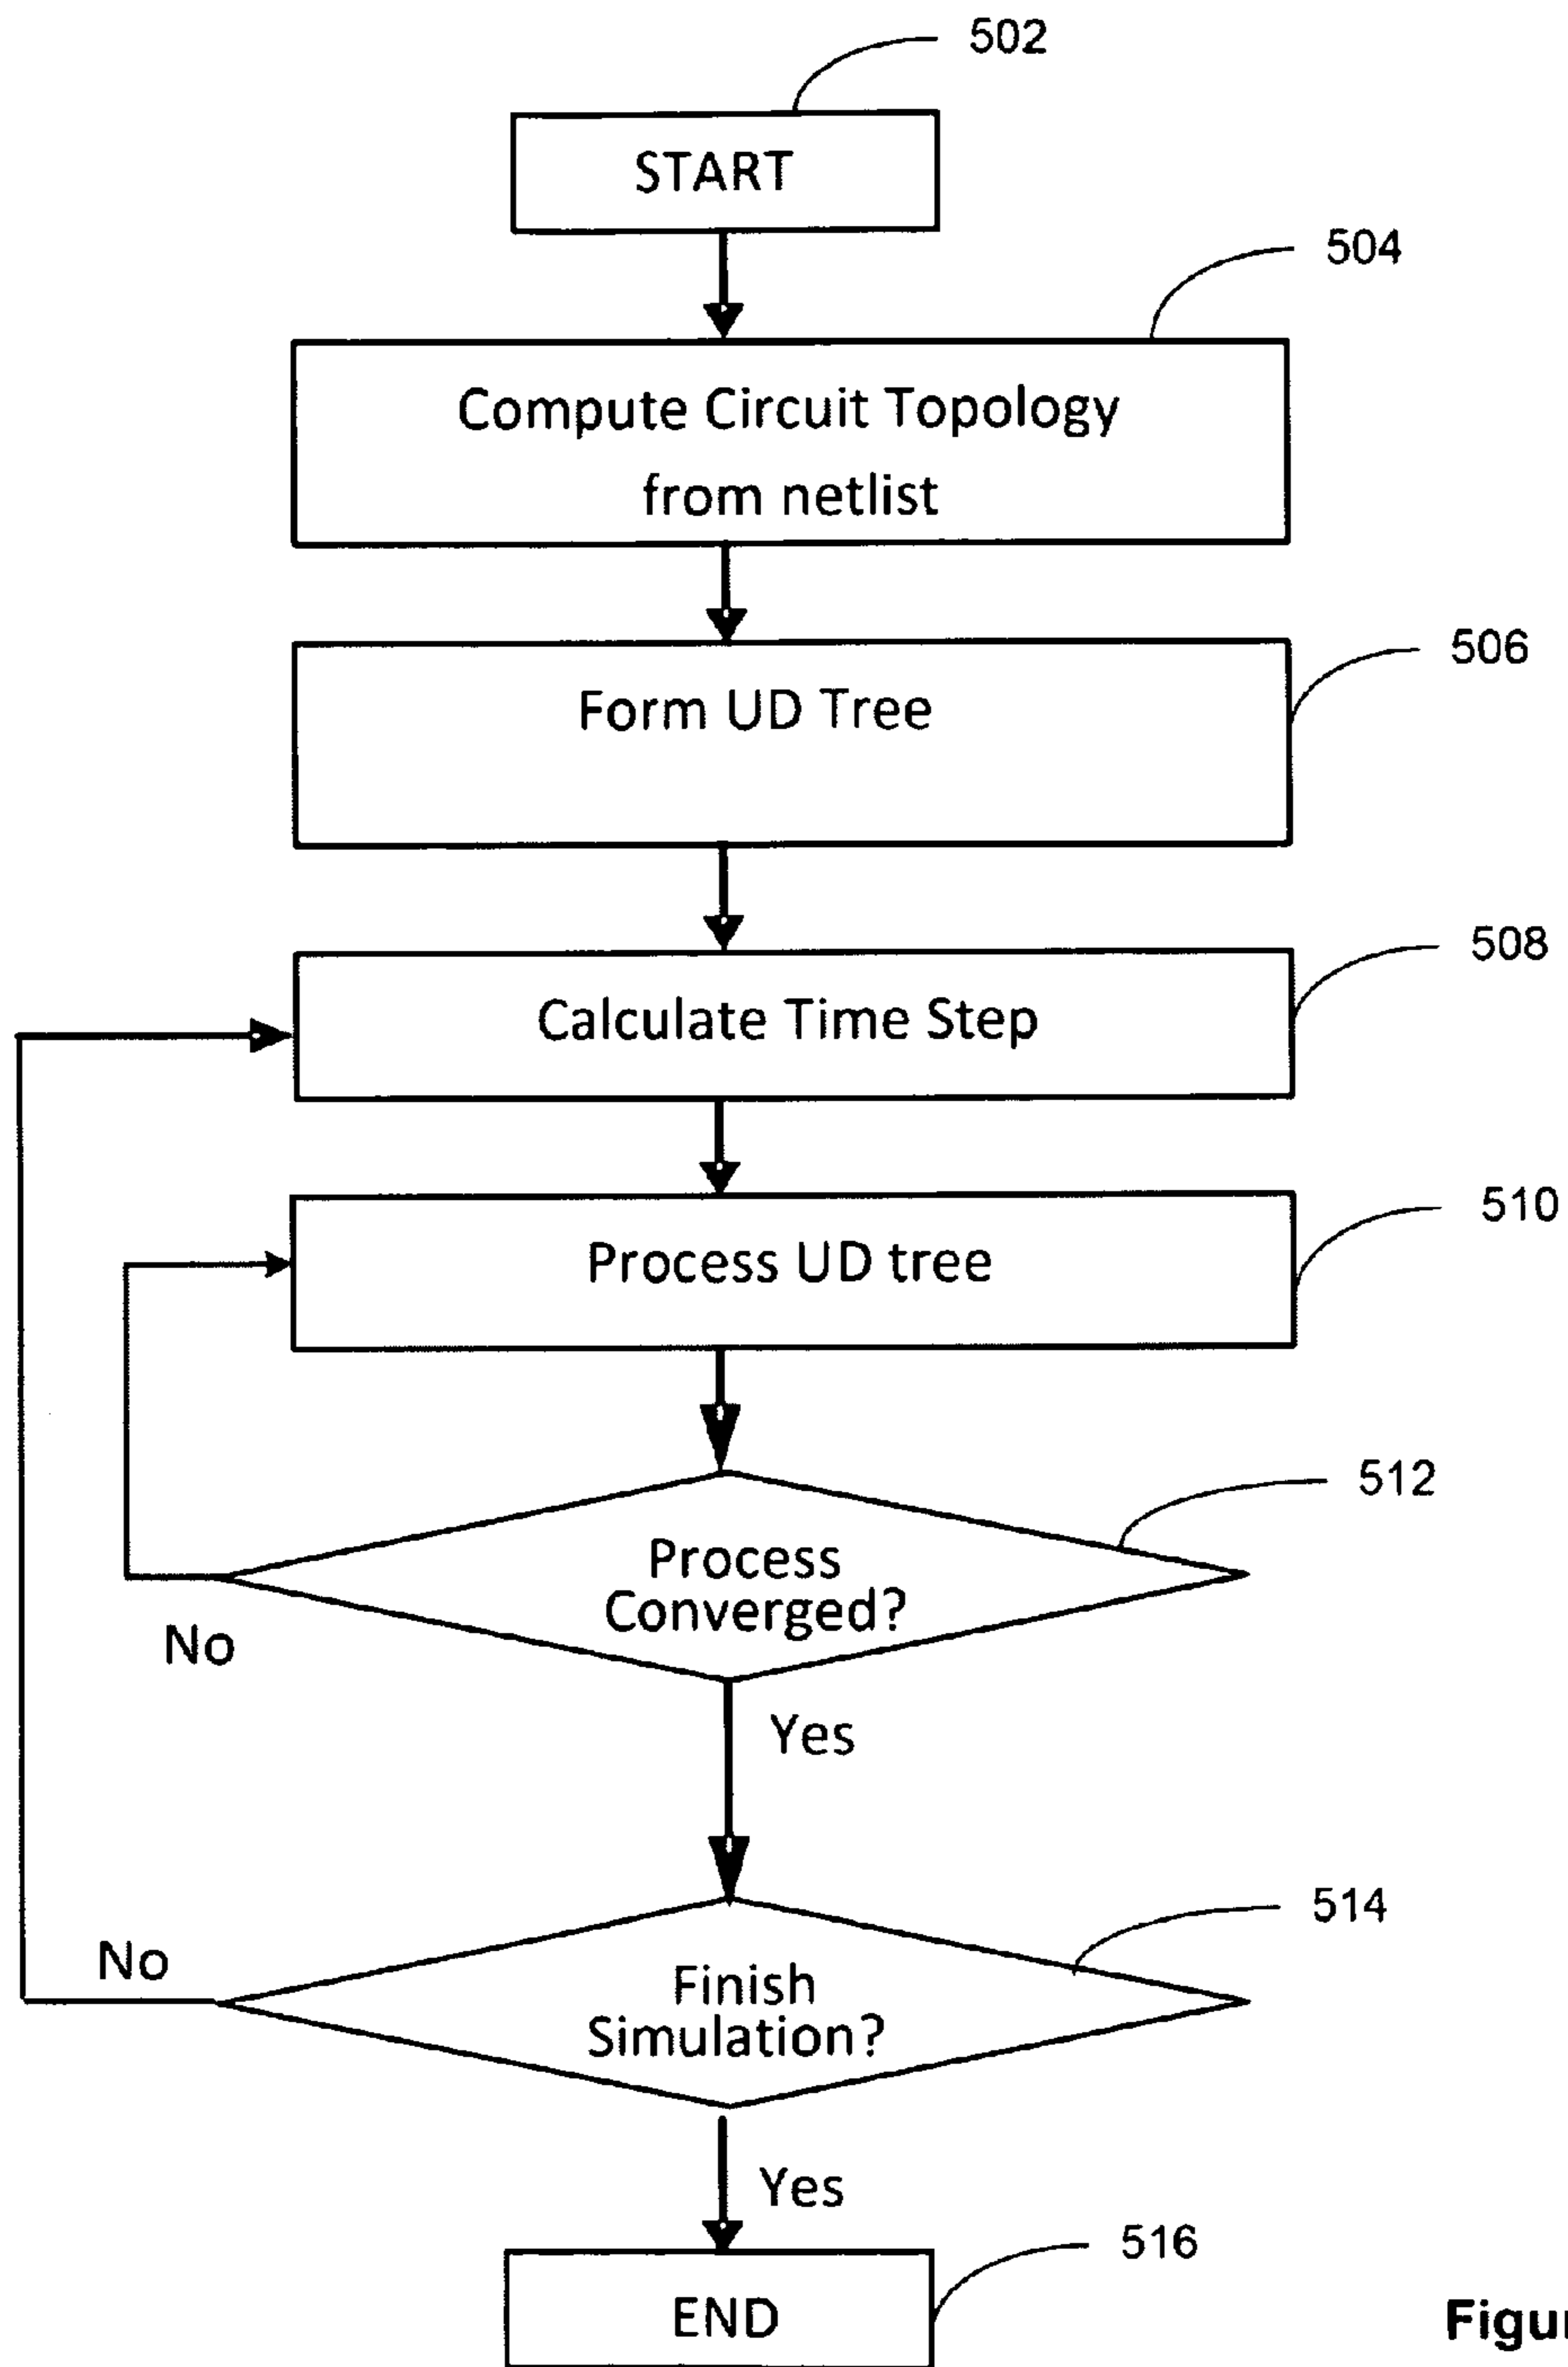 502
START
504
Compute Circuit Topology
from netlist
506
Form UD Tree
508
Calculate Time Step
510
Process UD tree
512
Process
Converged?
No
Yes
514
No
Finish
Simulation?
Yes
516
END